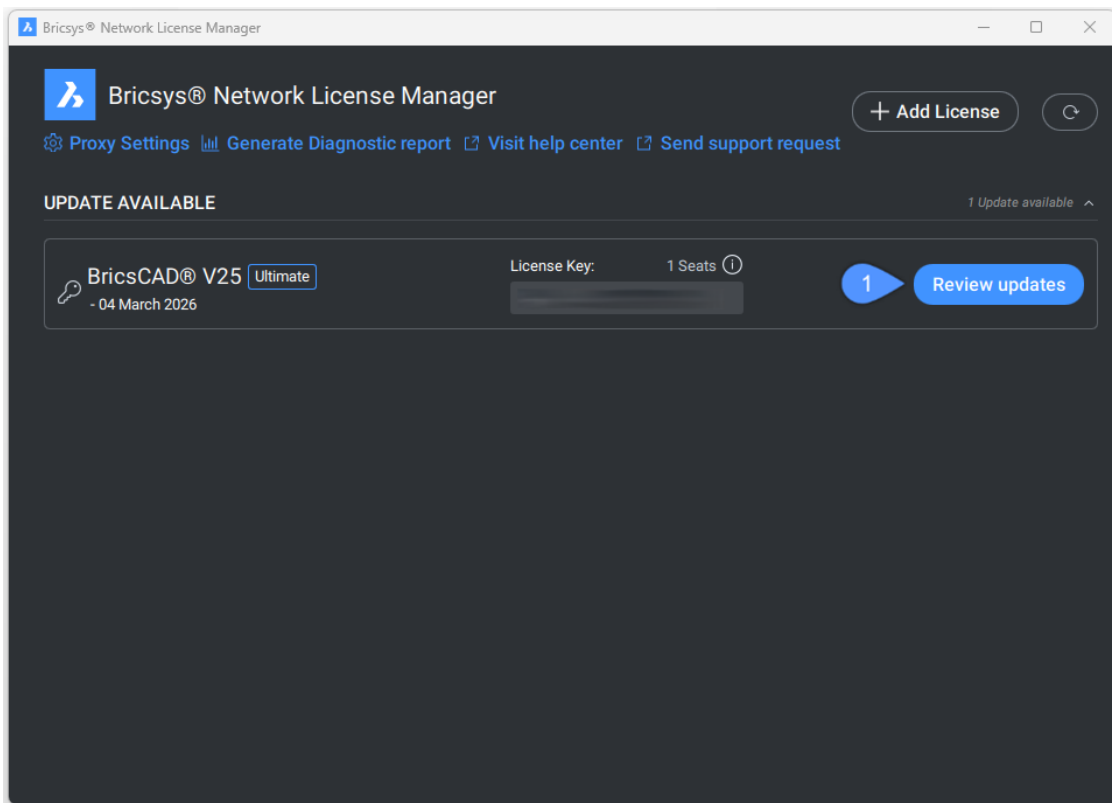 Bricsys® Network License Manager
Bricsys® Network License Manager
+ Add License
Proxy Settings Generate Diagnostic report Visit help center Send support request
UPDATE AVAILABLE 1 Update available
BricsCAD® V25 Ultimate License Key: 1 Seats
1 Review updates
- 04 March 2026